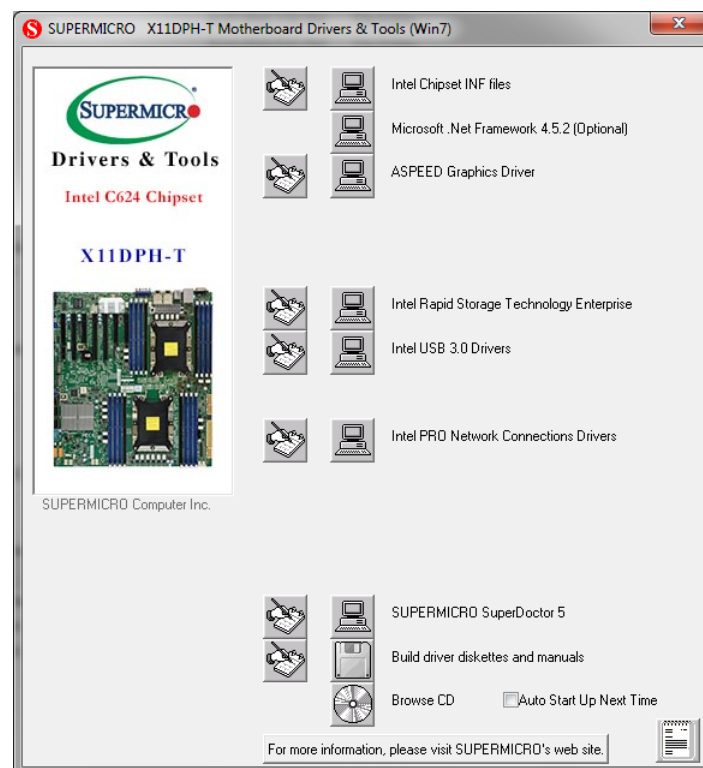 SUPERMICRO X11DPH-T Motherboard Drivers & Tools (Win7)
SUPERMICRO
Drivers & Tools
Intel C624 Chipset
X11DPH-T
SUPERMICRO Computer Inc.
Intel Chipset INF files
Microsoft .Net Framework 4.5.2 (Optional)
ASPEED Graphics Driver
Intel Rapid Storage Technology Enterprise
Intel USB 3.0 Drivers
Intel PRO Network Connections Drivers
SUPERMICRO SuperDoctor 5
Build driver diskettes and manuals
Browse CD Auto Start Up Next Time
For more information, please visit SUPERMICRO's web site.